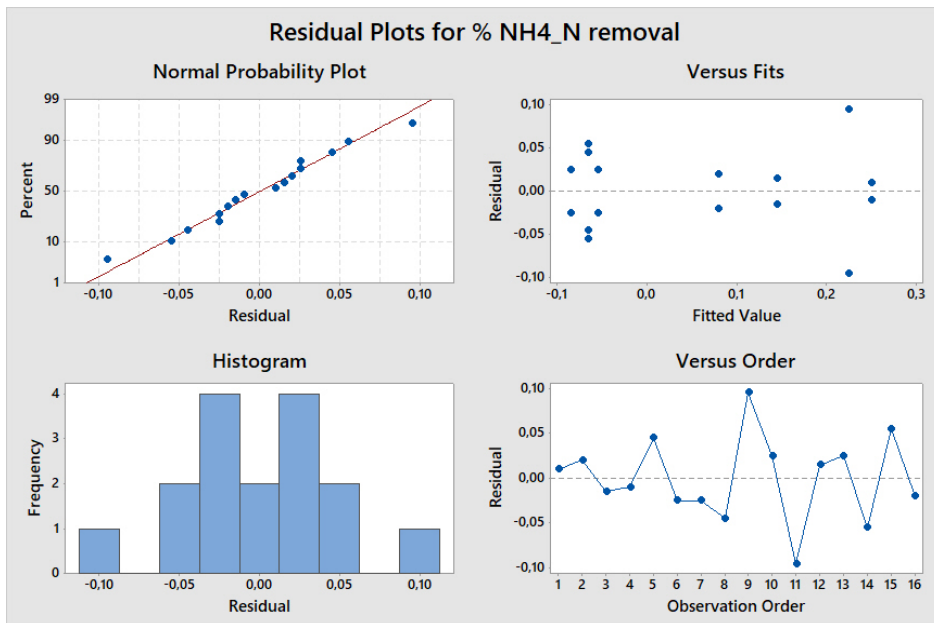 Residual Plots for % NH4_N removal
Normal Probability Plot
99
90
50
10
1
Percent
-0,10 -0,05 0,00 0,05 0,10
Residual
Versus Fits
0,10
0,05
0,00
-0,05
-0,10
Residual
-0,1 0,0 0,1 0,2 0,3
Fitted Value
Histogram
4
3
2
1
0
Frequency
-0,10 -0,05 0,00 0,05 0,10
Residual
Versus Order
0,10
0,05
0,00
-0,05
-0,10
Residual
1 2 3 4 5 6 7 8 9 10 11 12 13 14 15 16
Observation Order